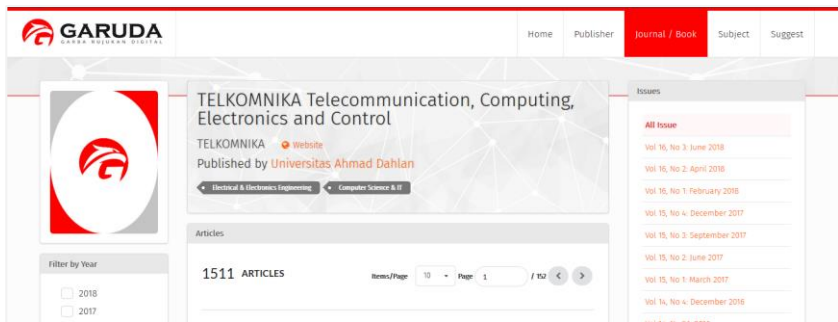 GARUDA
GARBA RUJUKAN DIGITAL
Home
Publisher
Journal / Book
Subject
Suggest
TELKOMNIKA Telecommunication, Computing,
Electronics and Control
TELKOMNIKA Website
Published by Universitas Ahmad Dahlan
Electrical & Electronics Engineering
Computer Science & IT
Articles
1511 ARTICLES
Items/Page 10 Page 1 / 152
Filter by Year
2018
2017
Issues
All Issue
Vol 16, No 3: June 2018
Vol 16, No 2: April 2018
Vol 16, No 1: February 2018
Vol 15, No 4: December 2017
Vol 15, No 3: September 2017
Vol 15, No 2: June 2017
Vol 15, No 1: March 2017
Vol 14, No 4: December 2016